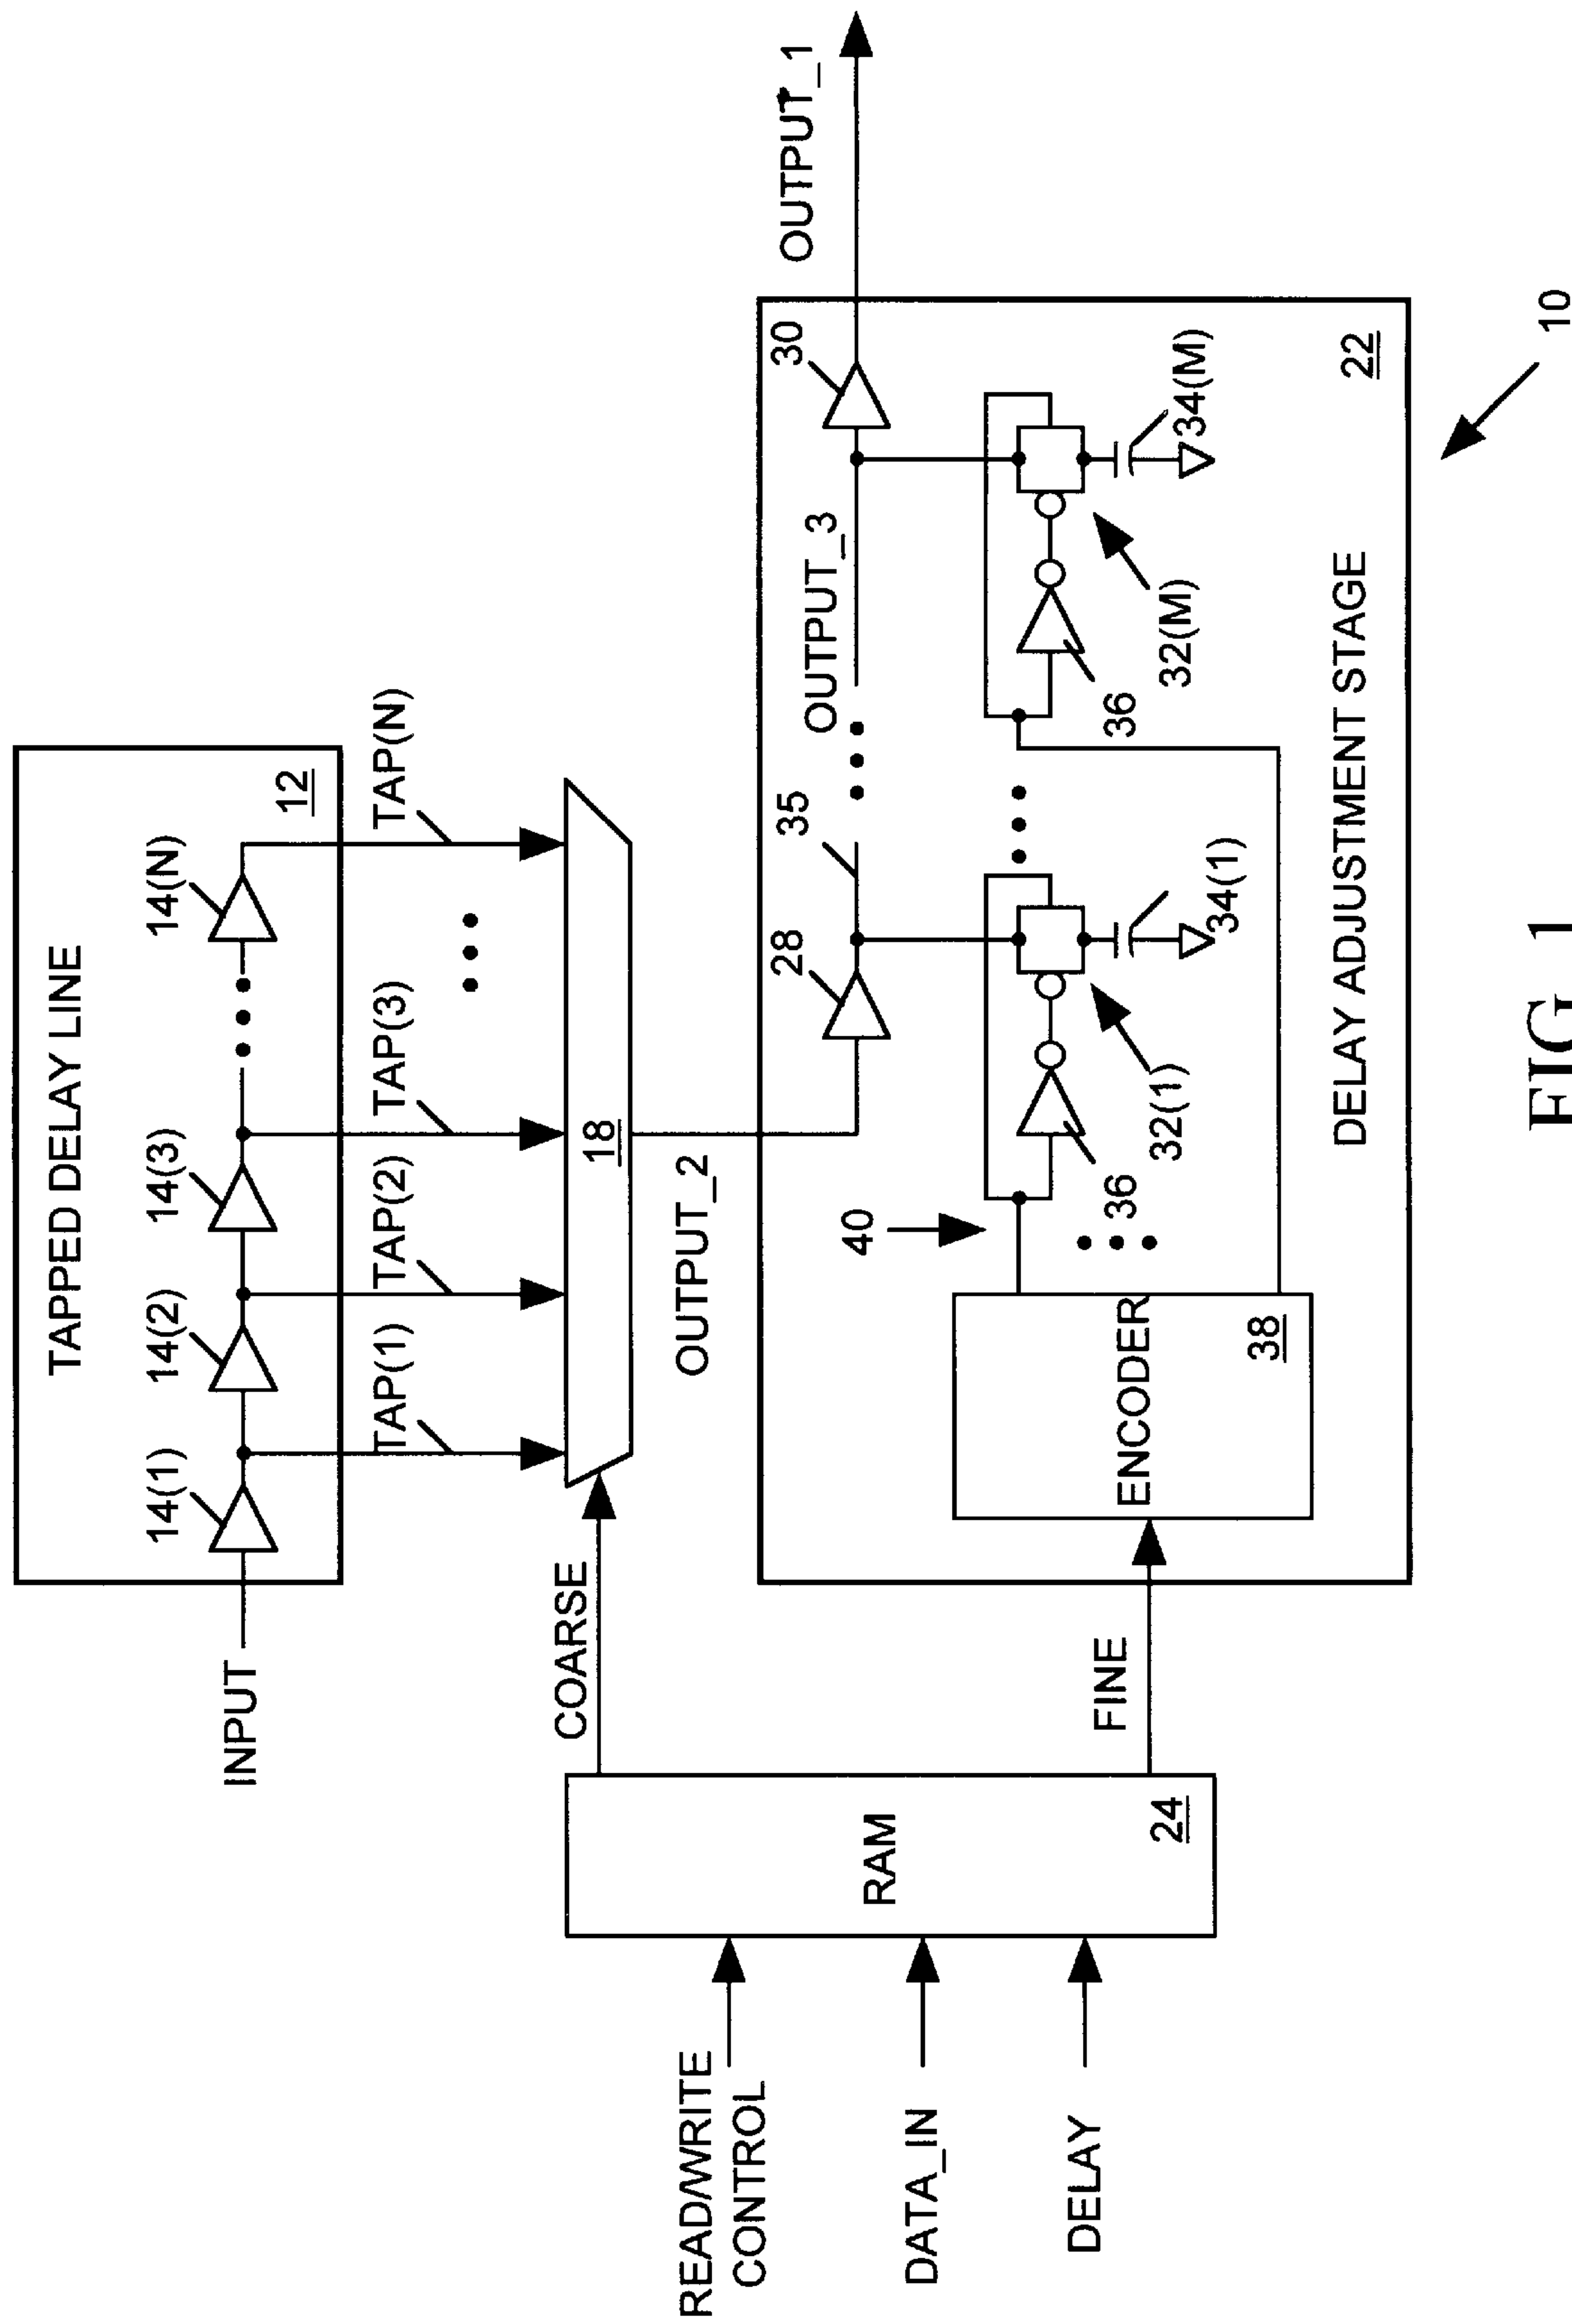 TAPPED DELAY LINE
14(1)
14(2)
14(3)
14(N)
12
INPUT
TAP(1)
TAP(2)
TAP(3)
TAP(N)
COARSE
18
OUTPUT_2
READ/WRITE
CONTROL
DATA_IN
DELAY
RAM
24
FINE
28
35
OUTPUT_3
30
OUTPUT_1
40
36
32(1)
34(1)
36
32(M)
34(M)
ENCODER
38
DELAY ADJUSTMENT STAGE
22
10
FIG. 1